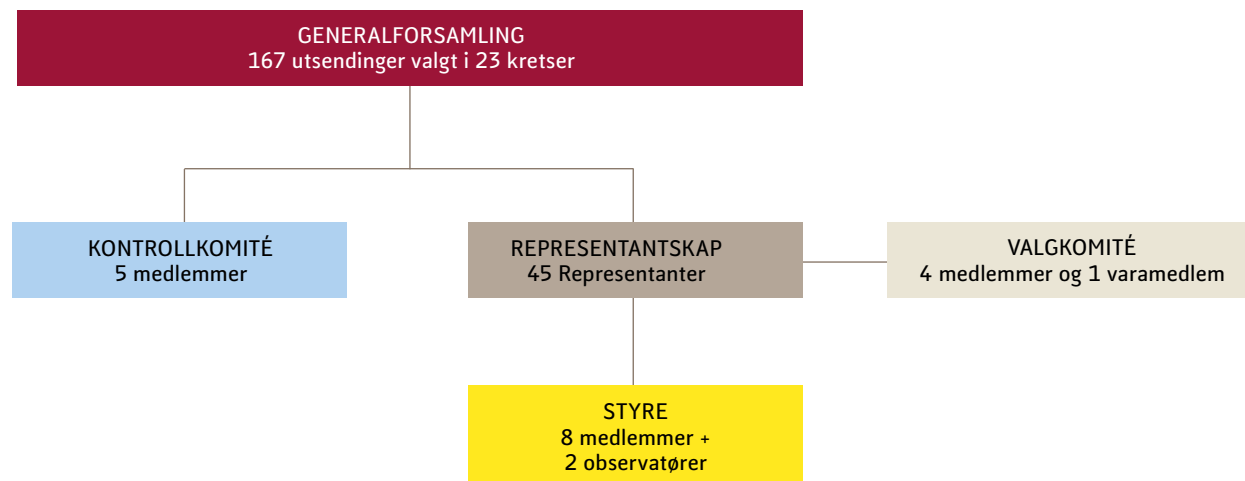 GENERALFORSAMLING
167 utsendinger valgt i 23 kretser
KONTROLLKOMITÉ
5 medlemmer
REPRESENTANTSKAP
45 Representanter
VALGKOMITÉ
4 medlemmer og 1 varamedlem
STYRE
8 medlemmer +
2 observatører